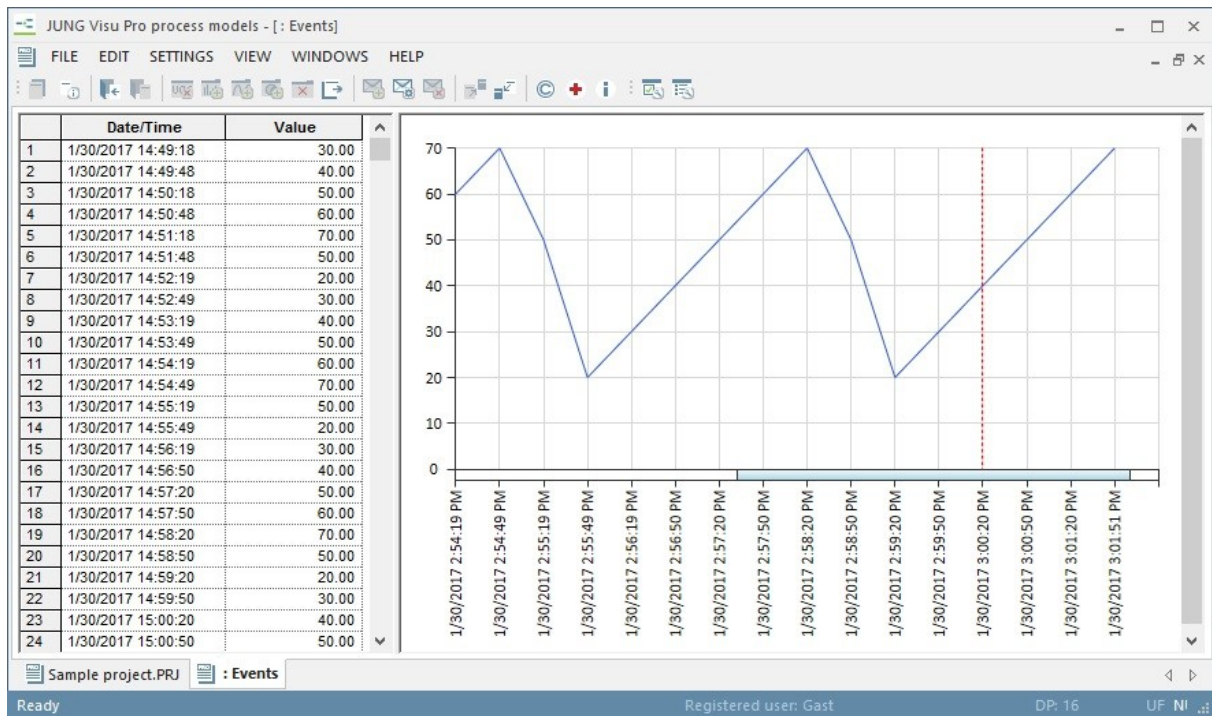 JUNG Visu Pro process models - [ : Events]
FILE EDIT SETTINGS VIEW WINDOWS HELP
Date/Time Value
1 1/30/2017 14:49:18 30.00
2 1/30/2017 14:49:48 40.00
3 1/30/2017 14:50:18 50.00
4 1/30/2017 14:50:48 60.00
5 1/30/2017 14:51:18 70.00
6 1/30/2017 14:51:48 50.00
7 1/30/2017 14:52:19 20.00
8 1/30/2017 14:52:49 30.00
9 1/30/2017 14:53:19 40.00
10 1/30/2017 14:53:49 50.00
11 1/30/2017 14:54:19 60.00
12 1/30/2017 14:54:49 70.00
13 1/30/2017 14:55:19 50.00
14 1/30/2017 14:55:49 20.00
15 1/30/2017 14:56:19 30.00
16 1/30/2017 14:56:50 40.00
17 1/30/2017 14:57:20 50.00
18 1/30/2017 14:57:50 60.00
19 1/30/2017 14:58:20 70.00
20 1/30/2017 14:58:50 50.00
21 1/30/2017 14:59:20 20.00
22 1/30/2017 14:59:50 30.00
23 1/30/2017 15:00:20 40.00
24 1/30/2017 15:00:50 50.00
70
60
50
40
30
20
10
0
1/30/2017 2:54:19 PM
1/30/2017 2:54:49 PM
1/30/2017 2:55:19 PM
1/30/2017 2:55:49 PM
1/30/2017 2:56:19 PM
1/30/2017 2:56:50 PM
1/30/2017 2:57:20 PM
1/30/2017 2:57:50 PM
1/30/2017 2:58:20 PM
1/30/2017 2:58:50 PM
1/30/2017 2:59:20 PM
1/30/2017 2:59:50 PM
1/30/2017 3:00:20 PM
1/30/2017 3:00:50 PM
1/30/2017 3:01:20 PM
1/30/2017 3:01:51 PM
Sample project.PRJ : Events
Ready Registered user: Gast DP: 16 UF